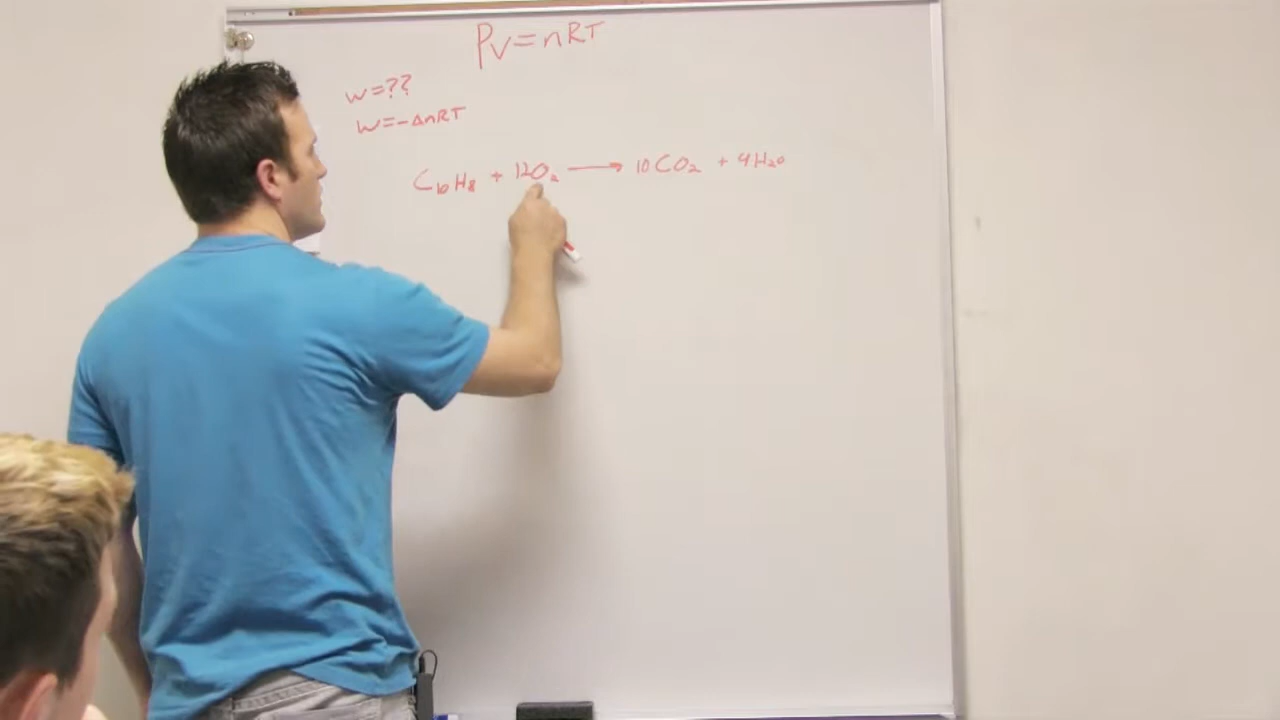 PV=nRT
w=??
w=-ΔnRT
C₁₀H₈ + 12O₂ → 10CO₂ + 4H₂O